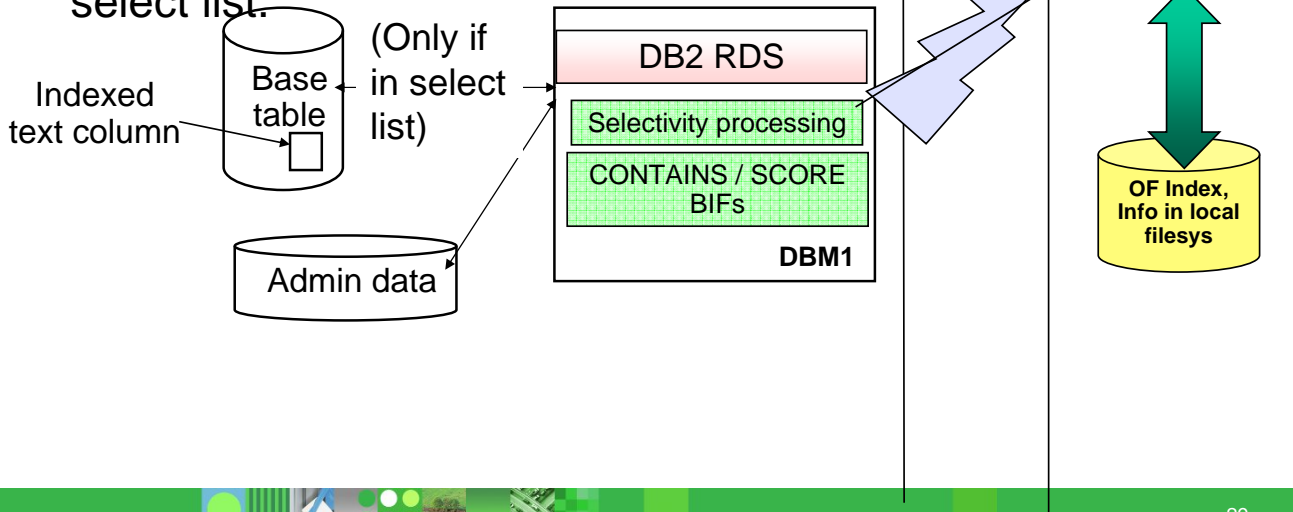 select list.
(Only if
in select
list)
Base
table
Indexed
text column
Admin data
DB2 RDS
Selectivity processing
CONTAINS / SCORE
BIFs
DBM1
OF Index,
Info in local
filesys